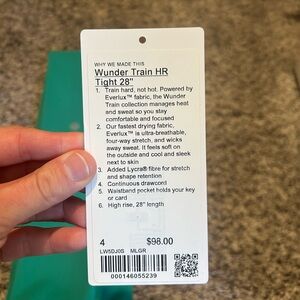 WHY WE MADE THIS
Wunder Train HR
Tight 28"
1. Train hard, not hot. Powered by
Everlux™ fabric, the Wunder
Train collection manages heat
and sweat so you stay
comfortable and focused
2. Our fastest drying fabric,
Everlux™ is ultra-breathable,
four-way stretch, and wicks
away sweat. It feels soft on
the outside and cool and sleek
next to skin
3. Added Lycra® fibre for stretch
and shape retention
4. Continuous drawcord
5. Waistband pocket holds your key
or card
6. High rise, 28" length
4 $98.00
LW5DJ0S MLGR
000146055239